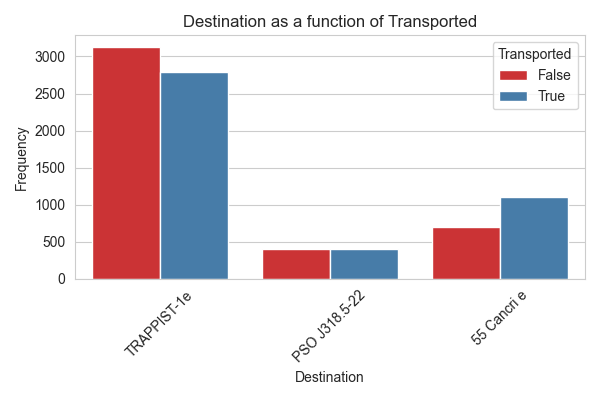 Destination as a function of Transported
Transported
False
True
Frequency
3000
2500
2000
1500
1000
500
0
TRAPPIST-1e
PSO J318.5-22
55 Cancri e
Destination